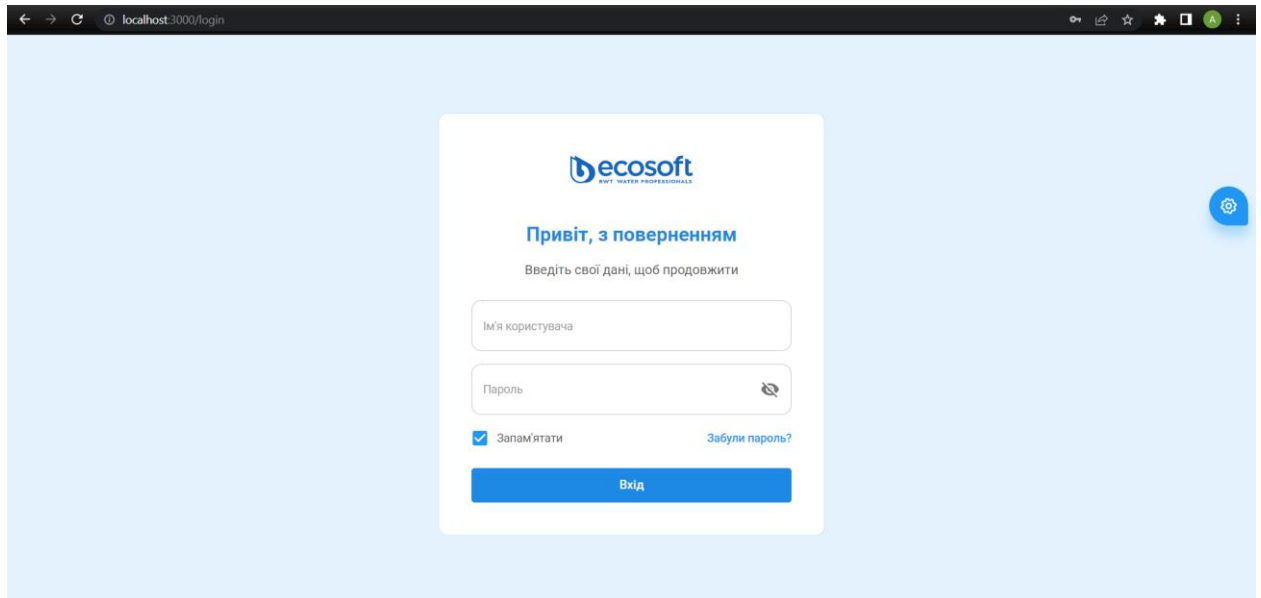 localhost:3000/login
A
ecosoft
BWT WATER PROFESSIONALS
Привіт, з поверненням
Введіть свої дані, щоб продовжити
Ім'я користувача
Пароль
Запам'ятати
Забули пароль?
Вхід